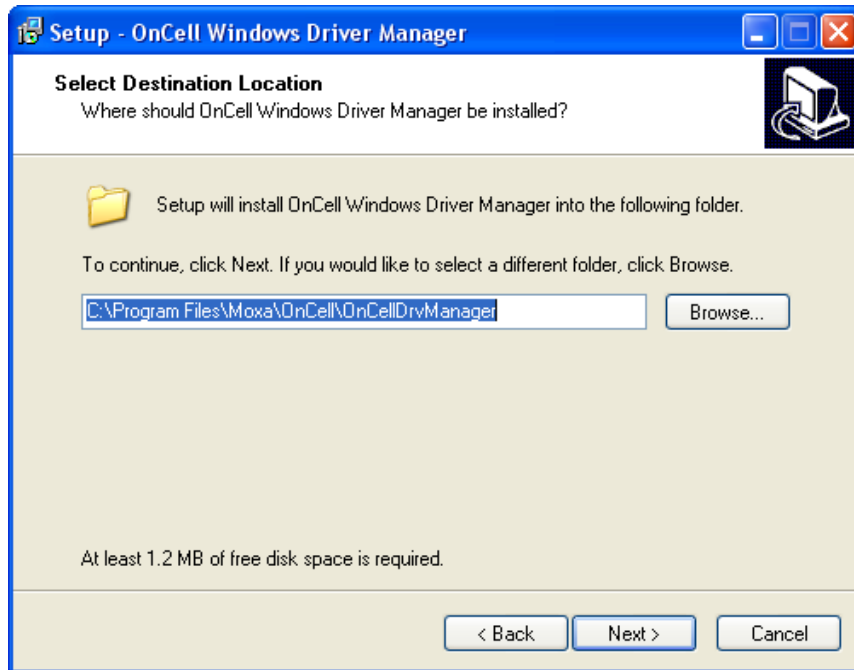 Setup - OnCell Windows Driver Manager
Select Destination Location
Where should OnCell Windows Driver Manager be installed?
Setup will install OnCell Windows Driver Manager into the following folder.
To continue, click Next. If you would like to select a different folder, click Browse.
C:\Program Files\Moxa\OnCell\OnCellDrvManager
Browse...
At least 1.2 MB of free disk space is required.
< Back
Next >
Cancel